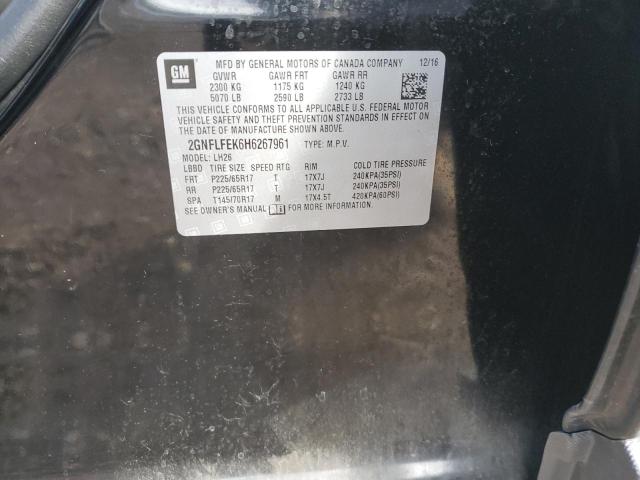 GM
MFD BY GENERAL MOTORS OF CANADA COMPANY 12/16
GVWR GAWR FRT GAWR RR
2300 KG 1175 KG 1240 KG
5070 LB 2590 LB 2733 LB
THIS VEHICLE CONFORMS TO ALL APPLICABLE U.S. FEDERAL MOTOR
VEHICLE SAFETY AND THEFT PREVENTION STANDARDS IN EFFECT ON
THE DATE OF MANUFACTURE SHOWN ABOVE.
2GNFLFEK6H6267961 TYPE: M.P.V.
MODEL: LH26
LBBD TIRE SIZE SPEED RTG RIM COLD TIRE PRESSURE
FRT P225/65R17 T 17X7J 240KPA(35PSI)
RR P225/65R17 T 17X7J 240KPA(35PSI)
SPA T145/70R17 M 17X4.5T 420KPA(60PSI)
SEE OWNER'S MANUAL i FOR MORE INFORMATION.